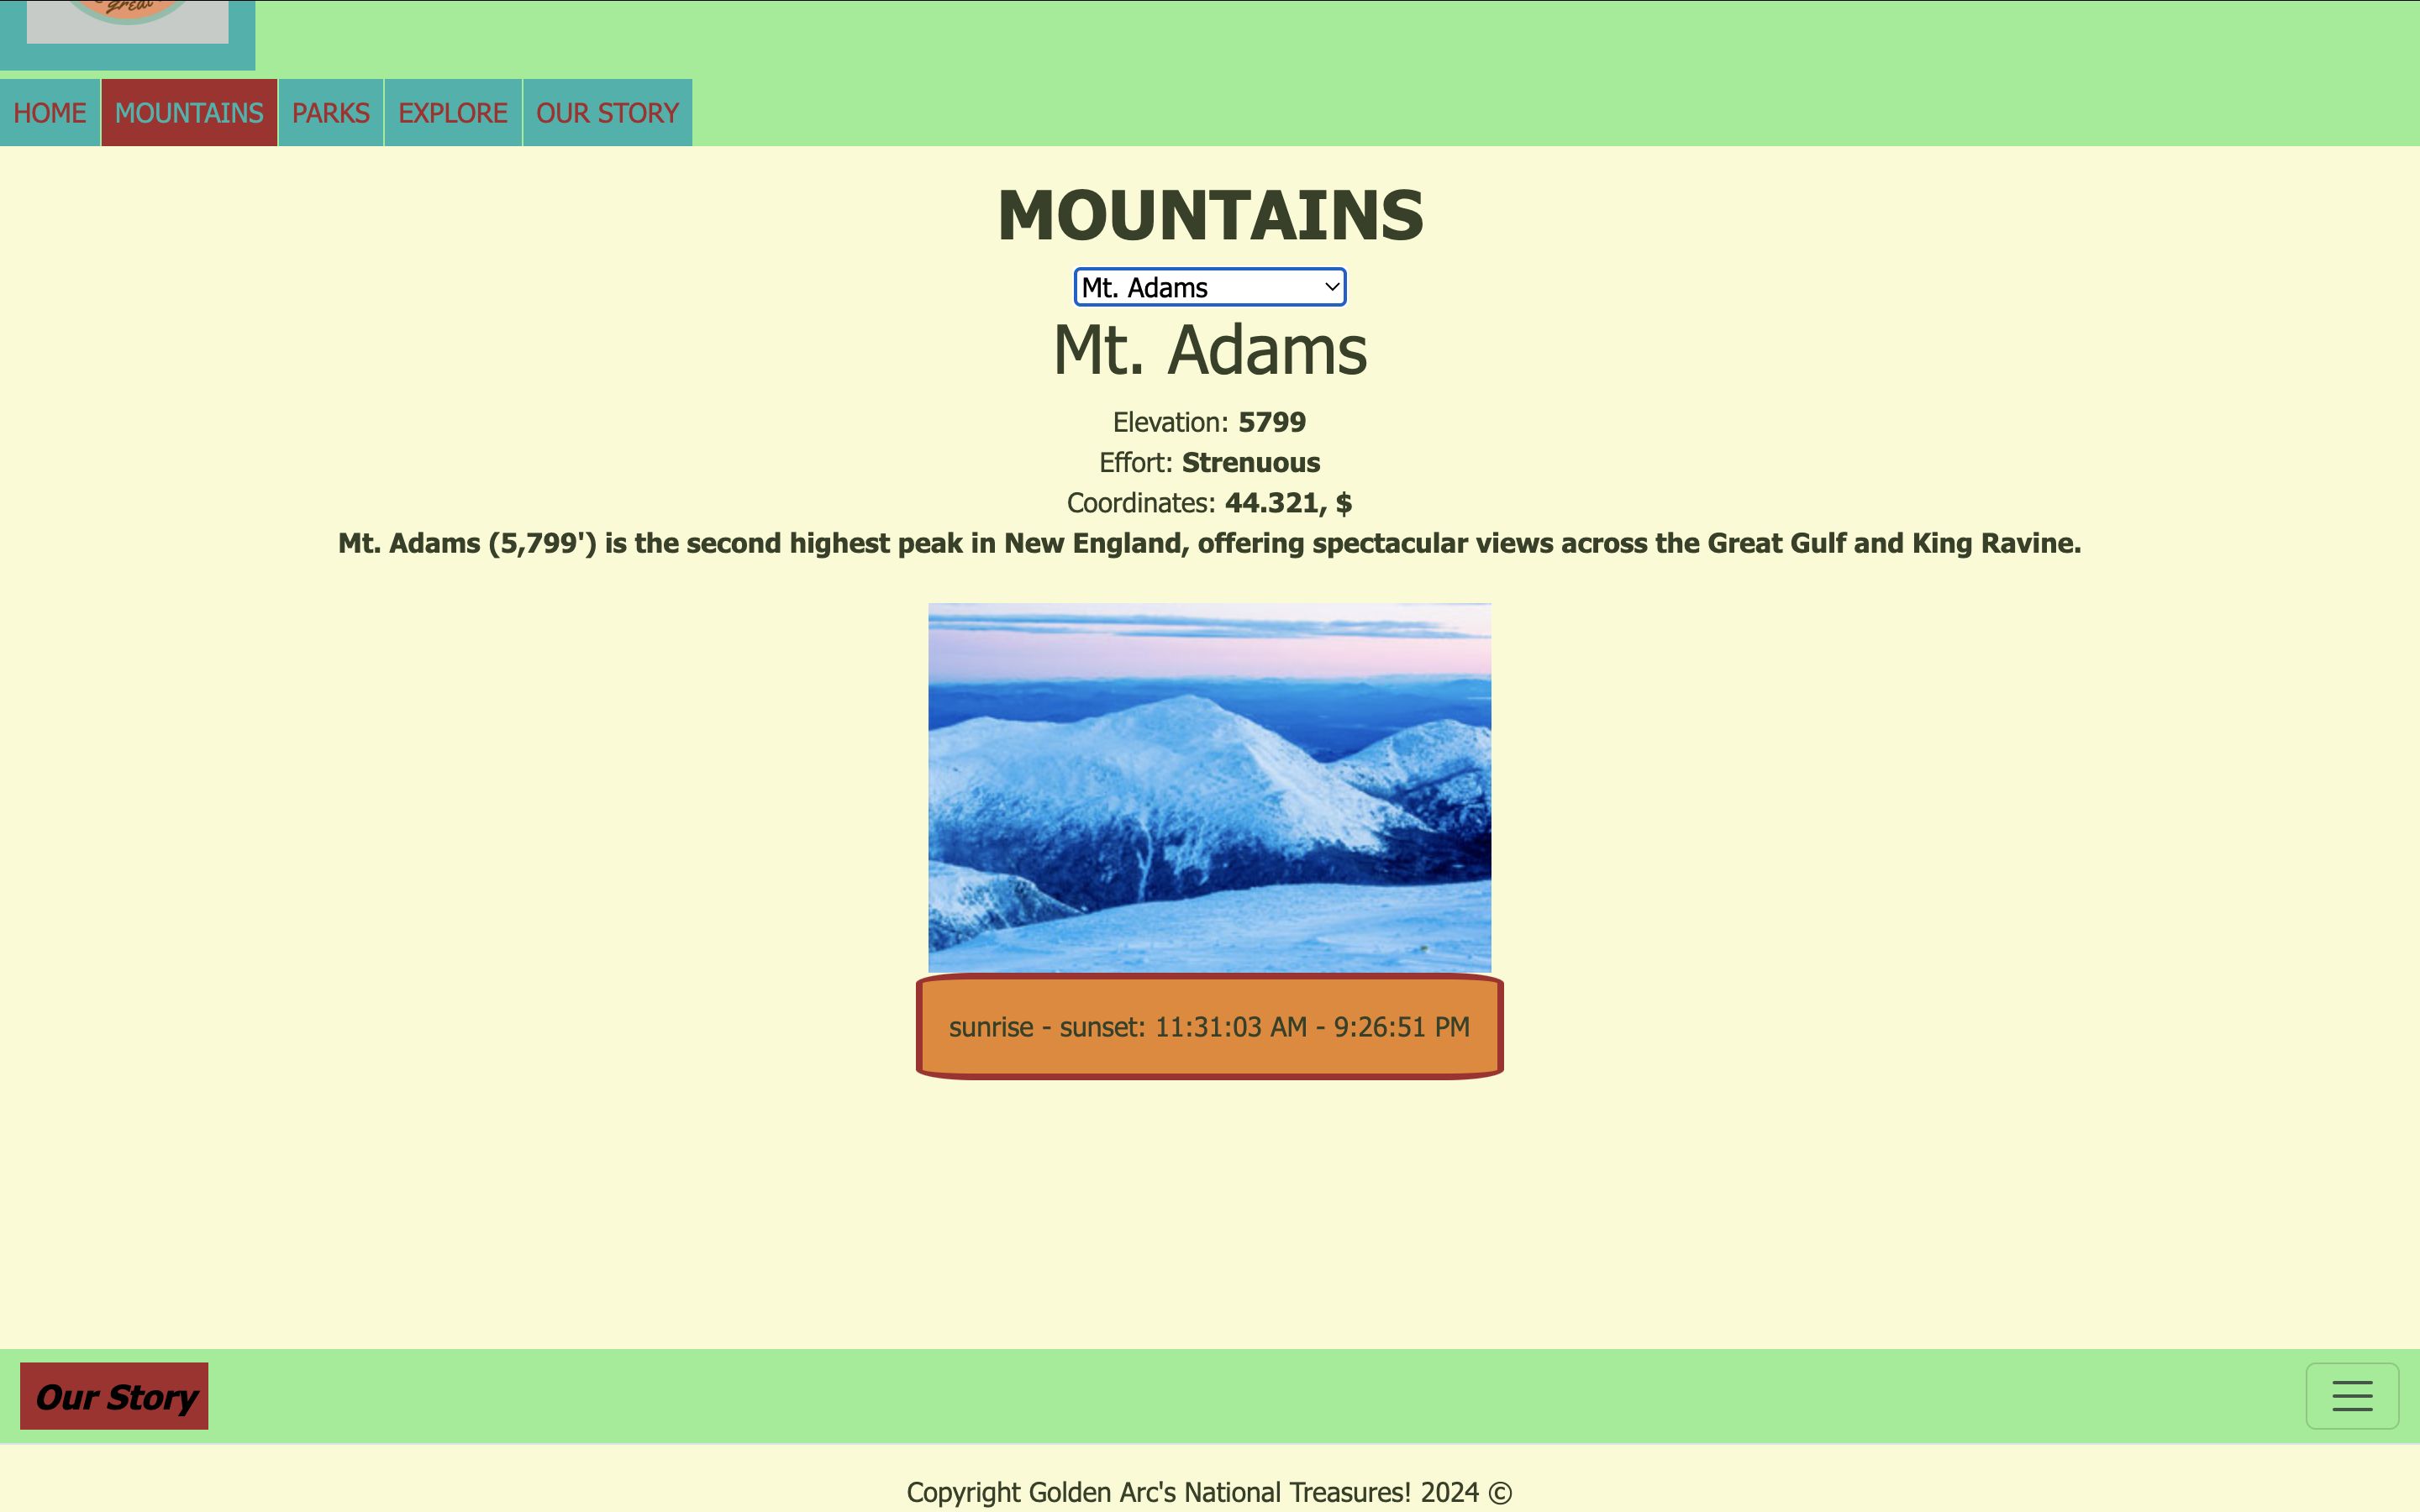 great
HOME MOUNTAINS PARKS EXPLORE OUR STORY
MOUNTAINS
Mt. Adams
Mt. Adams
Elevation: 5799
Effort: Strenuous
Coordinates: 44.321, $
Mt. Adams (5,799') is the second highest peak in New England, offering spectacular views across the Great Gulf and King Ravine.
sunrise - sunset: 11:31:03 AM - 9:26:51 PM
Our Story
Copyright Golden Arc's National Treasures! 2024 ©